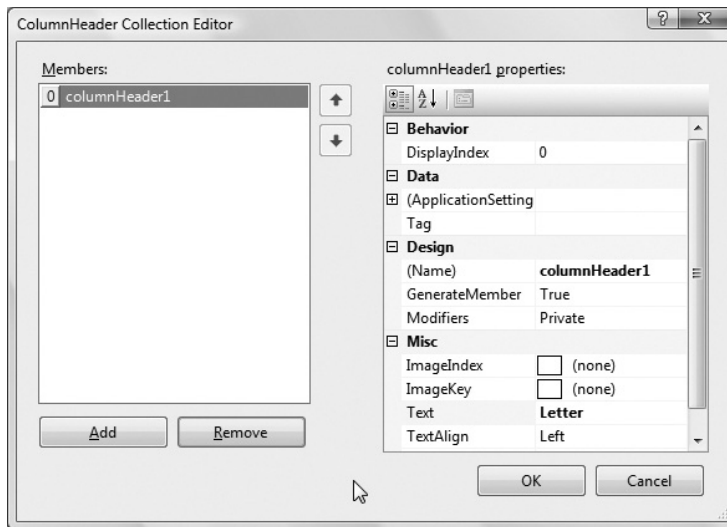 ColumnHeader Collection Editor
Members:
0 columnHeader1
Add
Remove
columnHeader1 properties:
Behavior
DisplayIndex 0
Data
(ApplicationSetting
Tag
Design
(Name) columnHeader1
GenerateMember True
Modifiers Private
Misc
ImageIndex (none)
ImageKey (none)
Text Letter
TextAlign Left
OK
Cancel